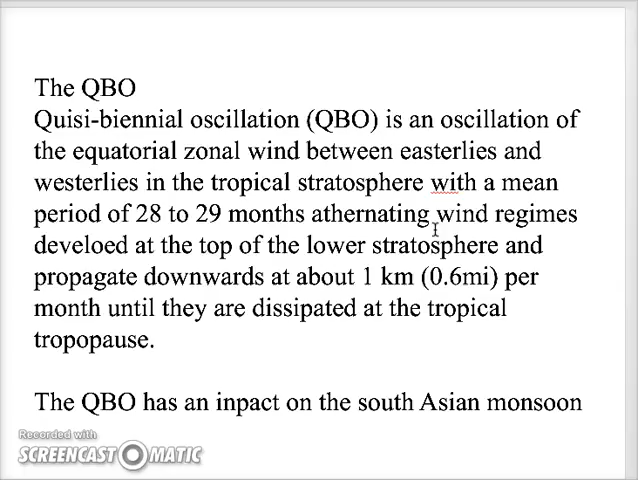 The QBO
Quisi-biennial oscillation (QBO) is an oscillation of
the equatorial zonal wind between easterlies and
westerlies in the tropical stratosphere with a mean
period of 28 to 29 months athernating wind regimes
develoed at the top of the lower stratosphere and
propagate downwards at about 1 km (0.6mi) per
month until they are dissipated at the tropical
tropopause.
The QBO has an inpact on the south Asian monsoon
Recorded with
SCREENCAST MATIC